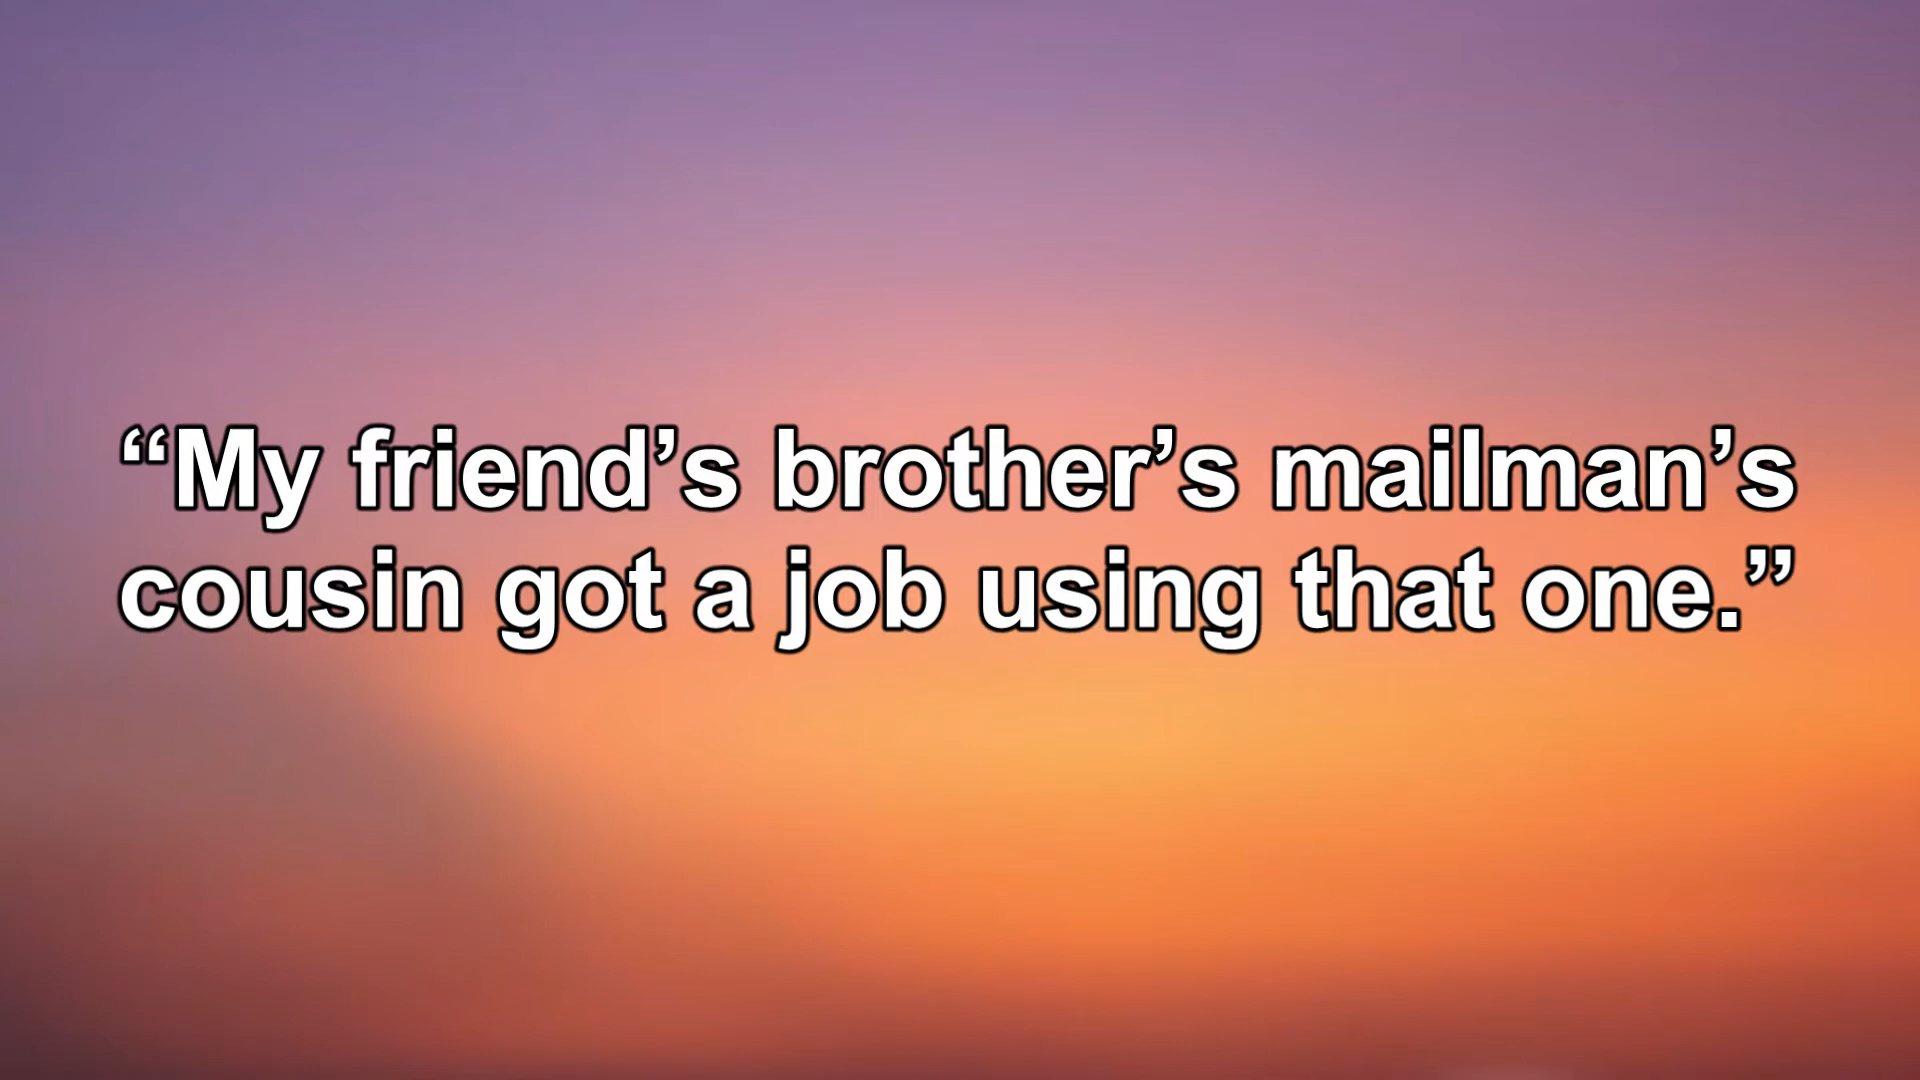 “My friend’s brother’s mailman’s
cousin got a job using that one.”